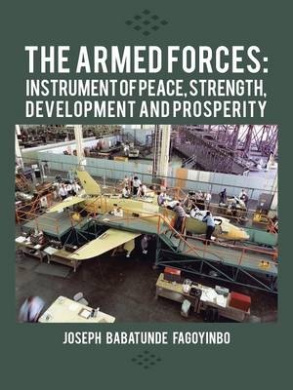 THE ARMED FORCES:
INSTRUMENT OF PEACE, STRENGTH,
DEVELOPMENT AND PROSPERITY
JOSEPH BABATUNDE FAGOYINBO